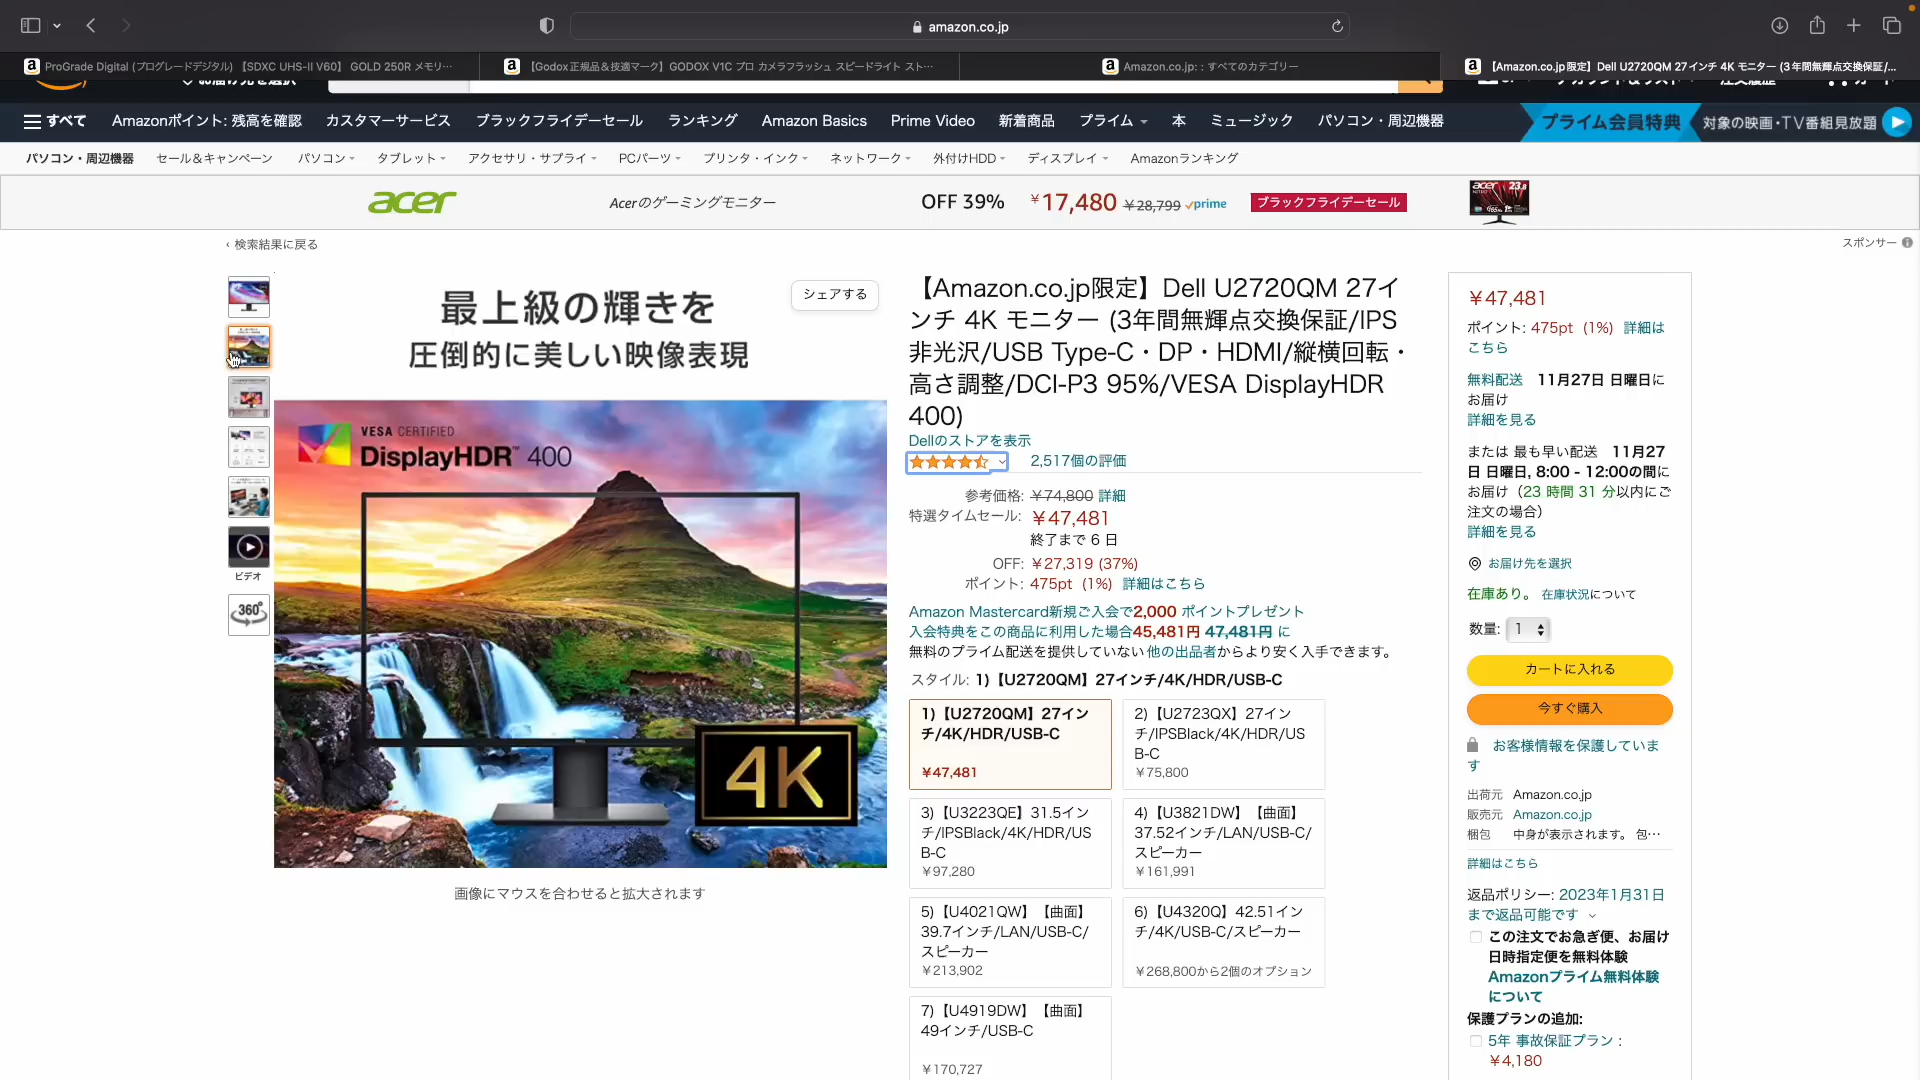 amazon.co.jp
ProGrade Digital (プログレードデジタル) 【SDXC UHS-II V60】 GOLD 250R メモリ…
【Godox正規品＆技適マーク】GODOX V1C プロ カメラフラッシュ スピードライト スト…
Amazon.co.jp: : すべてのカテゴリー
【Amazon.co.jp限定】Dell U2720QM 27インチ 4K モニター (3年間無輝点交換保証/…
お届け先を選択
注文履歴
すべて
Amazonポイント: 残高を確認
カスタマーサービス
ブラックフライデーセール
ランキング
Amazon Basics
Prime Video
新着商品
プライム
本
ミュージック
パソコン・周辺機器
プライム会員特典
対象の映画・TV番組見放題
パソコン・周辺機器
セール＆キャンペーン
パソコン
タブレット
アクセサリ・サプライ
PCパーツ
プリンタ・インク
ネットワーク
外付けHDD
ディスプレイ
Amazonランキング
acer
Acerのゲーミングモニター
OFF 39%
￥17,480 ￥28,799 prime
ブラックフライデーセール
acer 23.8
‹ 検索結果に戻る
スポンサー
ビデオ
360°
シェアする
最上級の輝きを
圧倒的に美しい映像表現
VESA CERTIFIED
DisplayHDR™ 400
4K
画像にマウスを合わせると拡大されます
【Amazon.co.jp限定】Dell U2720QM 27イ
ンチ 4K モニター (3年間無輝点交換保証/IPS
非光沢/USB Type-C・DP・HDMI/縦横回転・
高さ調整/DCI-P3 95%/VESA DisplayHDR
400)
Dellのストアを表示
2,517個の評価
参考価格: ￥74,800 詳細
特選タイムセール: ￥47,481
終了まで 6 日
OFF: ￥27,319 (37%)
ポイント: 475pt (1%) 詳細はこちら
Amazon Mastercard新規ご入会で2,000 ポイントプレゼント
入会特典をこの商品に利用した場合45,481円 47,481円 に
無料のプライム配送を提供していない 他の出品者からより安く入手できます。
スタイル: 1)【U2720QM】27インチ/4K/HDR/USB-C
1)【U2720QM】27イン
チ/4K/HDR/USB-C
￥47,481
2)【U2723QX】27イン
チ/IPSBlack/4K/HDR/US
B-C
￥75,800
3)【U3223QE】31.5イン
チ/IPSBlack/4K/HDR/US
B-C
￥97,280
4)【U3821DW】【曲面】
37.52インチ/LAN/USB-C/
スピーカー
￥161,991
5)【U4021QW】【曲面】
39.7インチ/LAN/USB-C/
スピーカー
￥213,902
6)【U4320Q】42.51イン
チ/4K/USB-C/スピーカー
￥268,800から2個のオプション
7)【U4919DW】【曲面】
49インチ/USB-C
￥170,727
￥47,481
ポイント: 475pt (1%) 詳細は
こちら
無料配送 11月27日 日曜日に
お届け
詳細を見る
または 最も早い配送 11月27
日 日曜日, 8:00 - 12:00の間に
お届け（23 時間 31 分以内にご
注文の場合）
詳細を見る
お届け先を選択
在庫あり。 在庫状況について
数量: 1
カートに入れる
今すぐ購入
お客様情報を保護していま
す
出荷元 Amazon.co.jp
販売元 Amazon.co.jp
梱包 中身が表示されます。 包…
詳細はこちら
返品ポリシー: 2023年1月31日
まで返品可能です
この注文でお急ぎ便、お届け
日時指定便を無料体験
Amazonプライム無料体験
について
保護プランの追加:
5年 事故保証プラン :
￥4,180